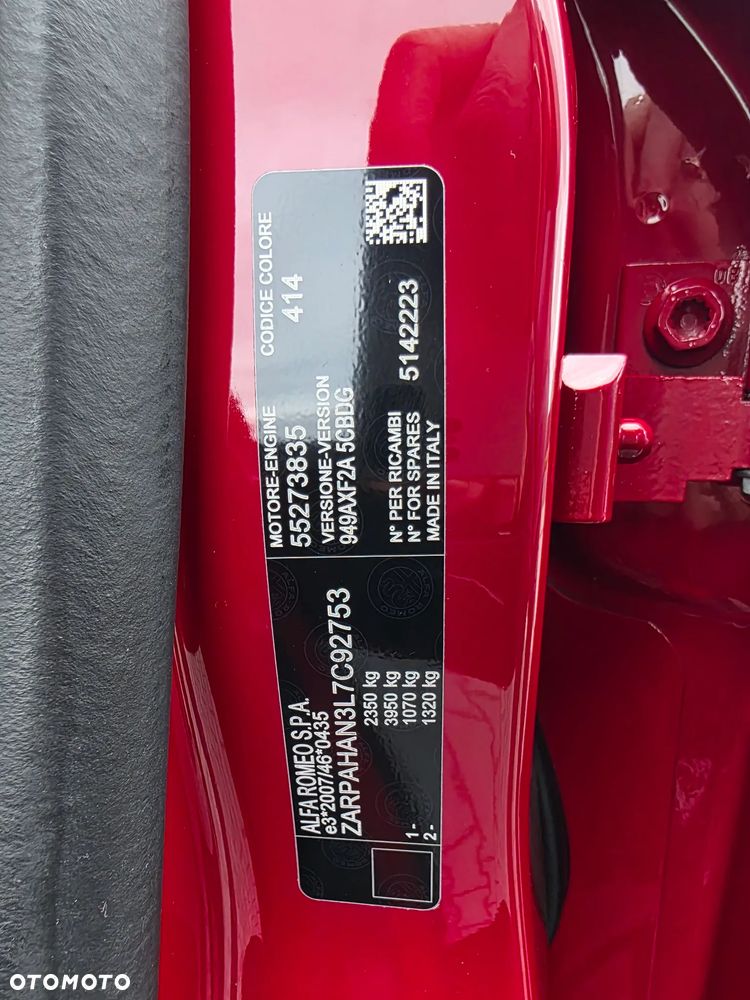 ALFA ROMEO S.P.A.
e3*2007/46*0435
ZARPAHAN3L7C92753
2350 kg
3950 kg
1- 1070 kg
2- 1320 kg
MOTORE-ENGINE
55273835
CODICE COLORE
414
VERSIONE-VERSION
949AXF2A 5CBDG
N° PER RICAMBI
N° FOR SPARES
5142223
MADE IN ITALY
OTOMOTO